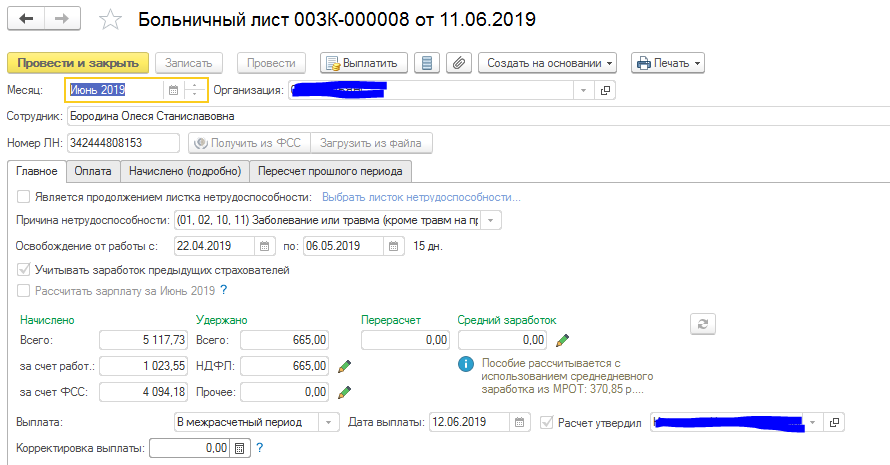 Больничный лист 003К-000008 от 11.06.2019
Провести и закрыть Записать Провести Выплатить Создать на основании Печать
Месяц: Июнь 2019 Организация:
Сотрудник: Бородина Олеся Станиславовна
Номер ЛН: 342444808153 Получить из ФСС Загрузить из файла
Главное Оплата Начислено (подробно) Пересчет прошлого периода
Является продолжением листка нетрудоспособности: Выбрать листок нетрудоспособности...
Причина нетрудоспособности: (01, 02, 10, 11) Заболевание или травма (кроме травм на пр
Освобождение от работы с: 22.04.2019 по: 06.05.2019 15 дн.
Учитывать заработок предыдущих страхователей
Рассчитать зарплату за Июнь 2019 ?
Начислено Удержано Перерасчет Средний заработок
Всего: 5 117,73 Всего: 665,00 0,00 0,00
за счет работ.: 1 023,55 НДФЛ: 665,00 Пособие рассчитывается с
использованием среднедневного
заработка из МРОТ: 370,85 р....
за счет ФСС: 4 094,18 Прочее: 0,00
Выплата: В межрасчетный период Дата выплаты: 12.06.2019 Расчет утвердил
Корректировка выплаты: 0,00 ?